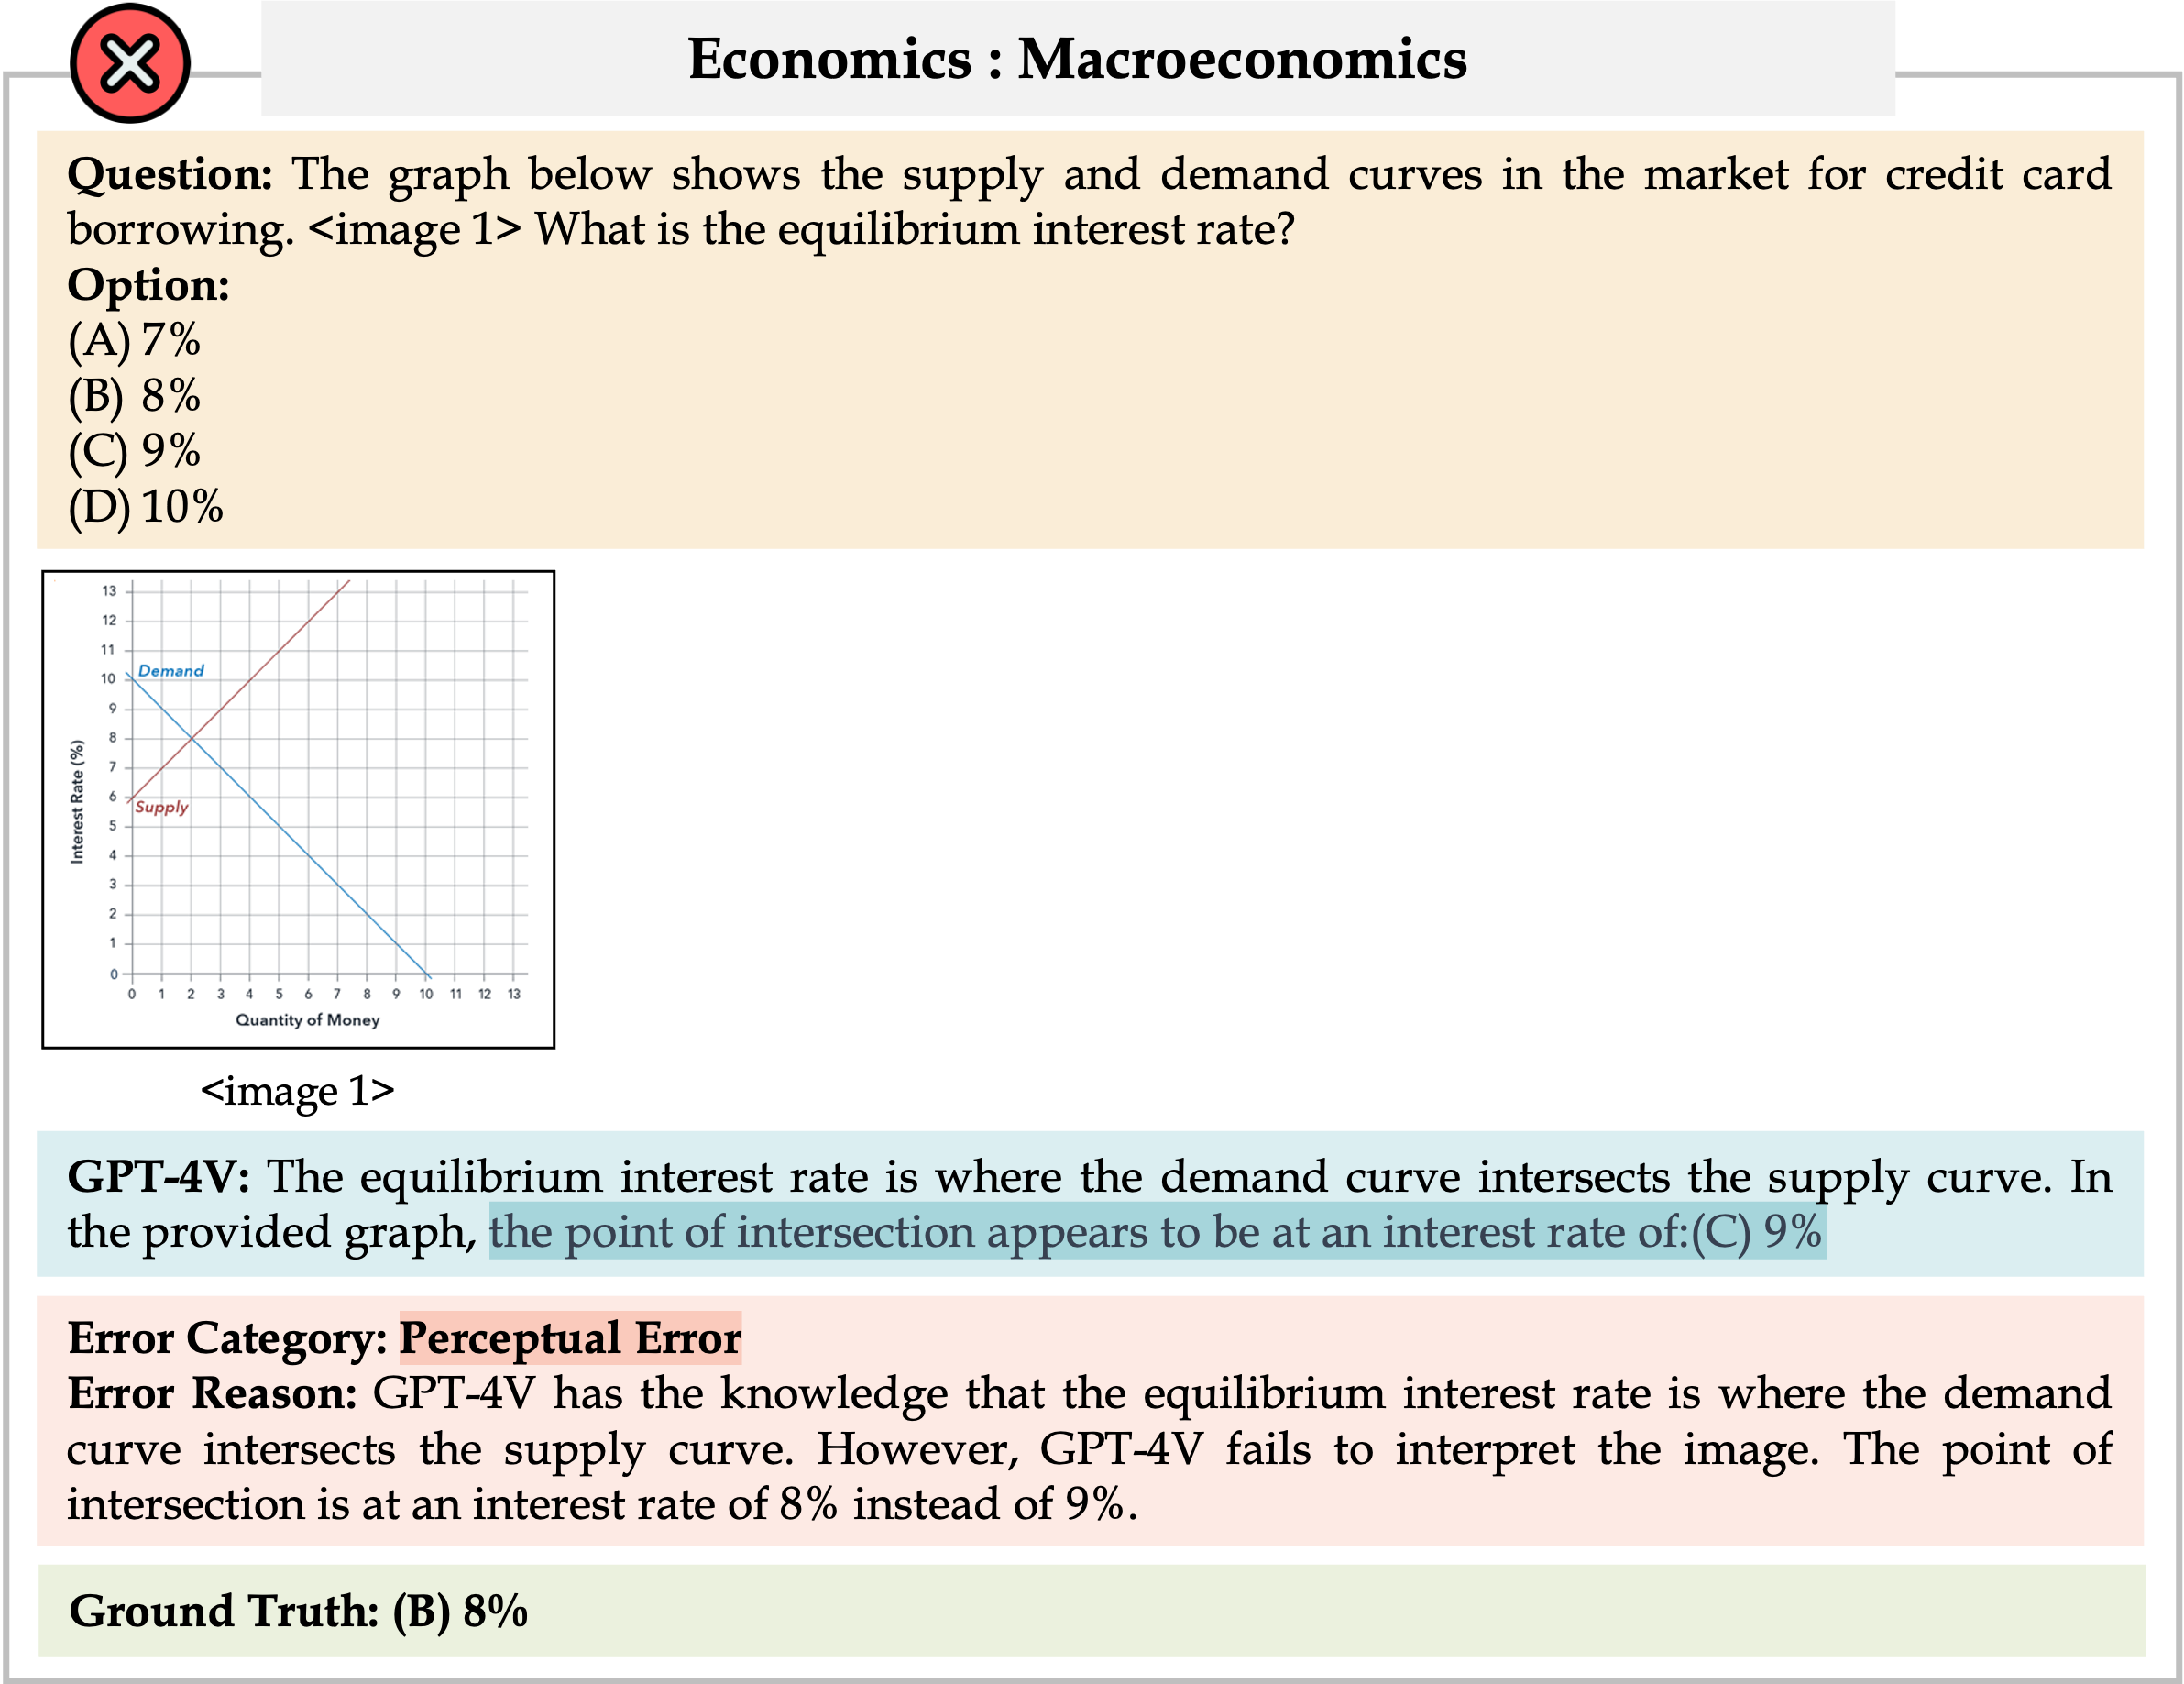 Economics : Macroeconomics
Question: The graph below shows the supply and demand curves in the market for credit card
borrowing. <image 1> What is the equilibrium interest rate?
Option:
(A) 7%
(B) 8%
(C) 9%
(D) 10%
13
12
11
10
9
8
7
6
5
4
3
2
1
0
Demand
Supply
Interest Rate (%)
0 1 2 3 4 5 6 7 8 9 10 11 12 13
Quantity of Money
<image 1>
GPT-4V: The equilibrium interest rate is where the demand curve intersects the supply curve. In
the provided graph, the point of intersection appears to be at an interest rate of:(C) 9%
Error Category: Perceptual Error
Error Reason: GPT-4V has the knowledge that the equilibrium interest rate is where the demand
curve intersects the supply curve. However, GPT-4V fails to interpret the image. The point of
intersection is at an interest rate of 8% instead of 9%.
Ground Truth: (B) 8%